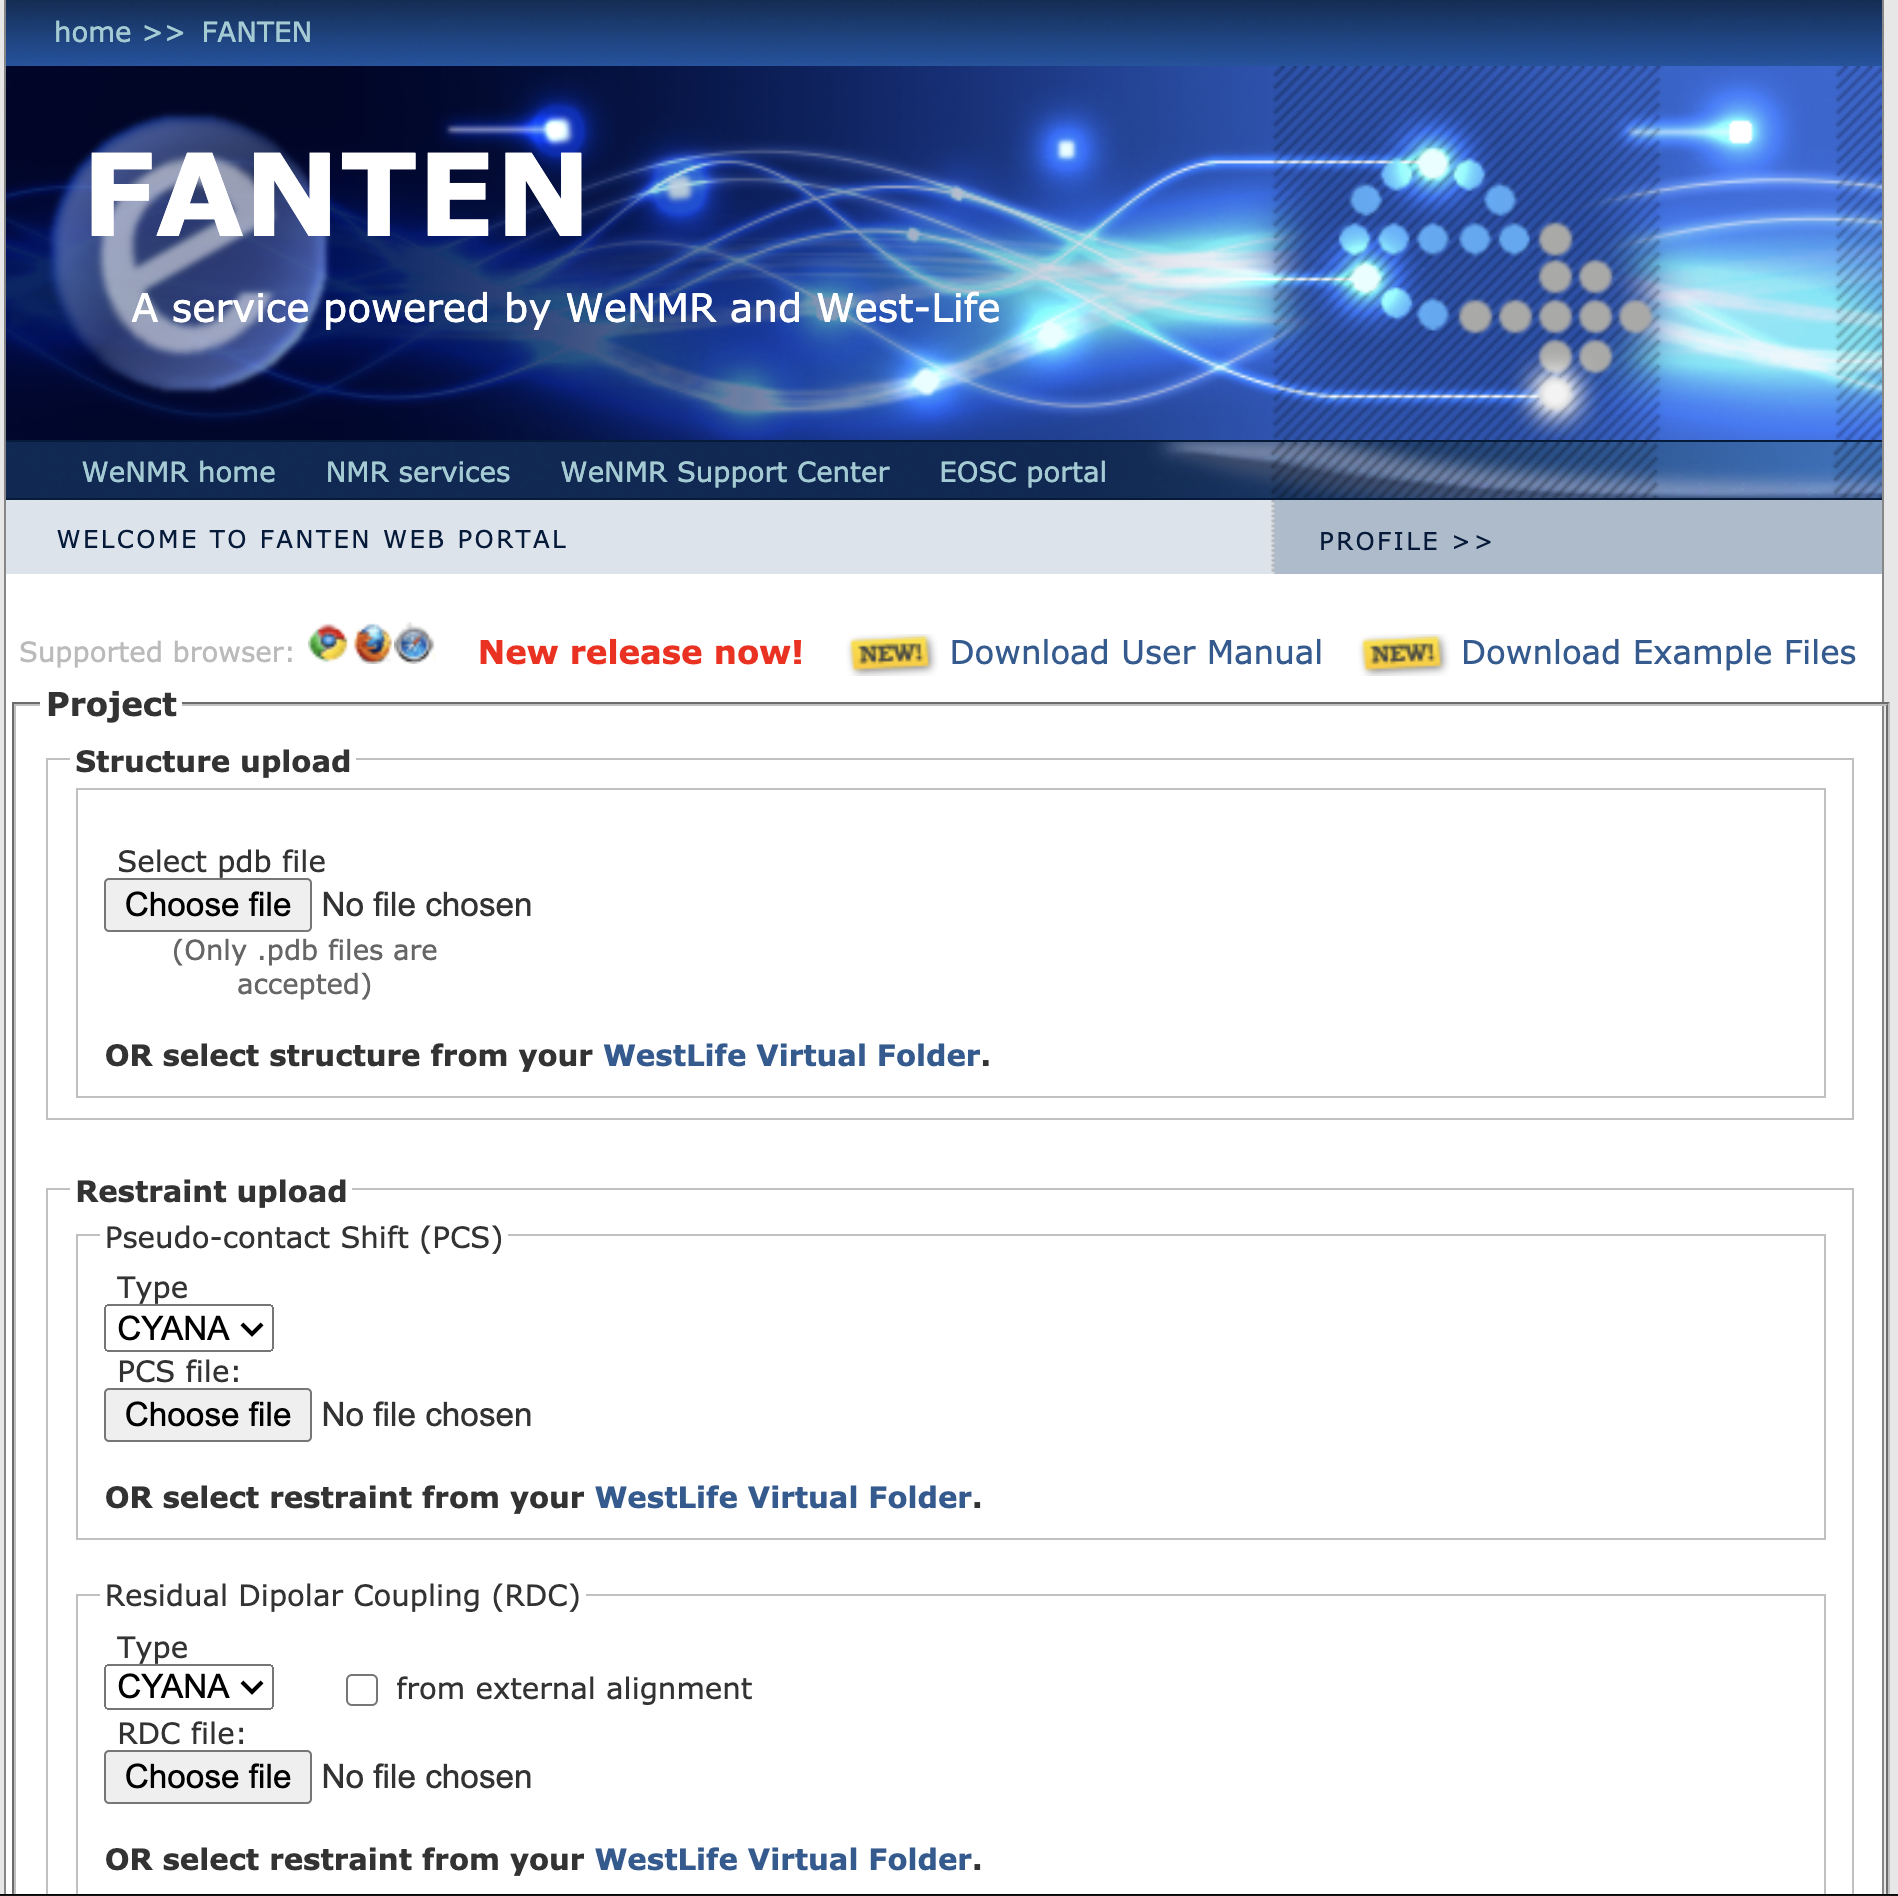 home >> FANTEN
FANTEN
A service powered by WeNMR and West-Life
WeNMR home NMR services WeNMR Support Center EOSC portal
WELCOME TO FANTEN WEB PORTAL PROFILE >>
Supported browser: New release now! NEW! Download User Manual NEW! Download Example Files
Project
Structure upload
Select pdb file
Choose file No file chosen
(Only .pdb files are
accepted)
OR select structure from your WestLife Virtual Folder.
Restraint upload
Pseudo-contact Shift (PCS)
Type
CYANA
PCS file:
Choose file No file chosen
OR select restraint from your WestLife Virtual Folder.
Residual Dipolar Coupling (RDC)
Type
CYANA from external alignment
RDC file:
Choose file No file chosen
OR select restraint from your WestLife Virtual Folder.